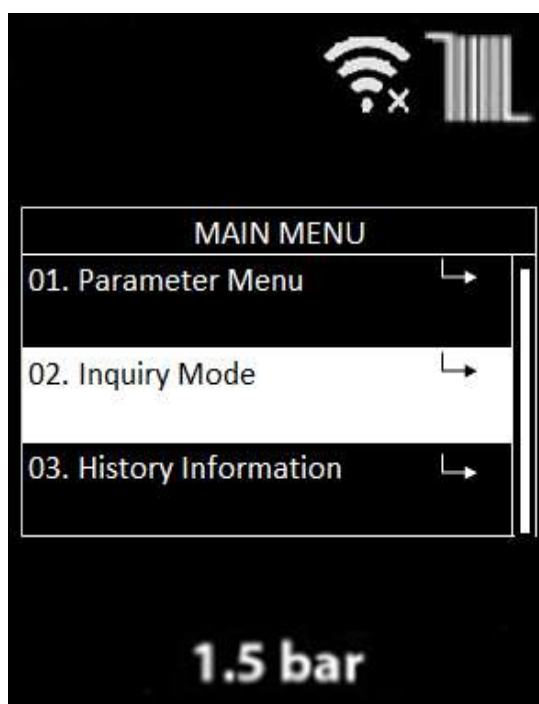 MAIN MENU
01. Parameter Menu
02. Inquiry Mode
03. History Information
1.5 bar